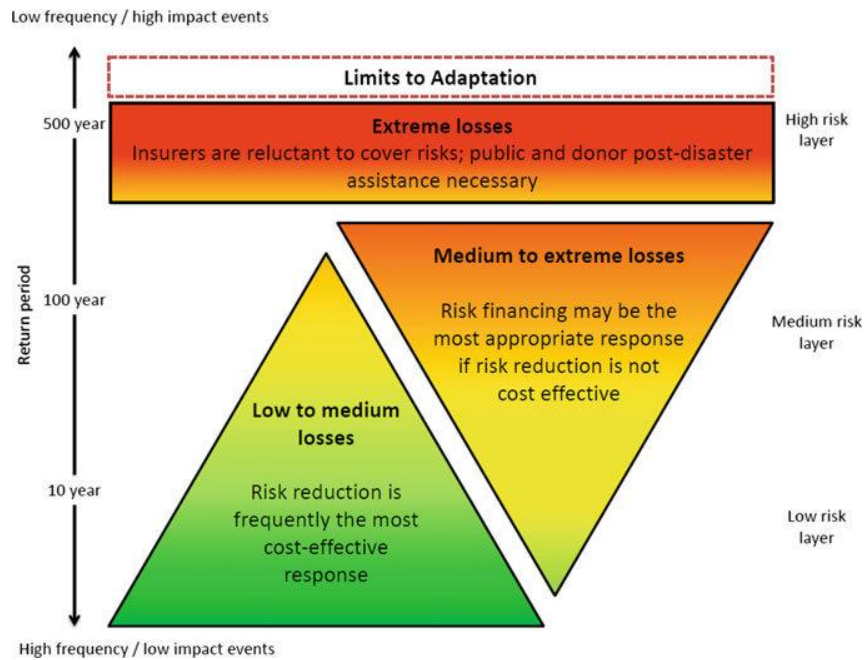 Low frequency / high impact events
Limits to Adaptation
500 year
Extreme losses
Insurers are reluctant to cover risks; public and donor post-disaster
assistance necessary
High risk
layer
Medium to extreme losses
Risk financing may be the
most appropriate response
if risk reduction is not
cost effective
100 year
Return period
Medium risk
layer
Low to medium
losses
Risk reduction is
frequently the most
cost-effective
response
10 year
Low risk
layer
High frequency / low impact events